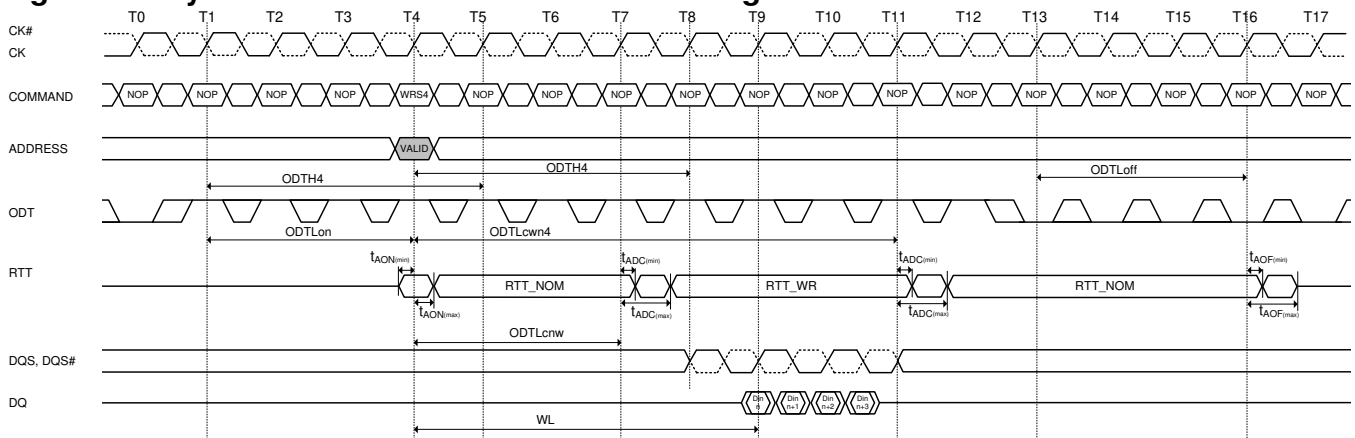 T0 T1 T2 T3 T4 T5 T6 T7 T8 T9 T10 T11 T12 T13 T14 T15 T16 T17
CK#
CK
COMMAND NOP NOP NOP NOP WRS4 NOP NOP NOP NOP NOP NOP NOP NOP NOP NOP NOP NOP NOP
ADDRESS VALID
ODTH4 ODTLoff
ODTH4
ODT
ODTLon ODTLcwn4
tAON(min) tADC(min) tADC(min) tAOF(min)
RTT
RTT_NOM RTT_WR RTT_NOM
tAON(max) tADC(max) tADC(max) tAOF(max)
ODTLcnw
DQS, DQS#
DQ Din n Din n+1 Din n+2 Din n+3
WL